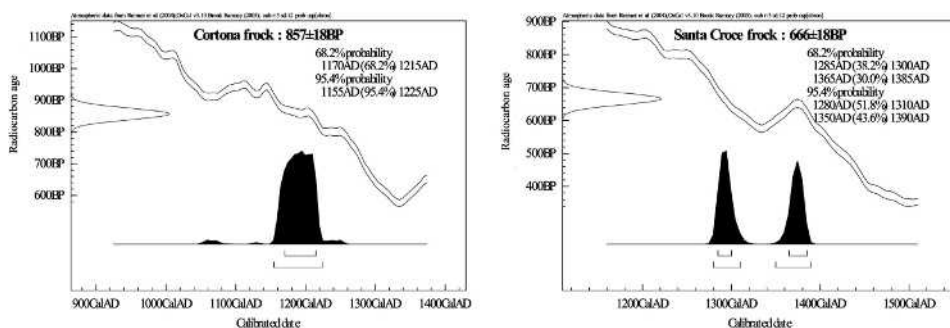 Cortona frock : 857±18BP
68.2% probability
1170AD (68.2%) 1215AD
95.4% probability
1155AD (95.4%) 1225AD
Radiocarbon age
1100BP
1000BP
900BP
800BP
700BP
600BP
900CalAD 1000CalAD 1100CalAD 1200CalAD 1300CalAD 1400CalAD
Calibrated date
Santa Croce frock : 666±18BP
68.2% probability
1285AD (38.2%) 1300AD
1365AD (30.0%) 1385AD
95.4% probability
1280AD (51.8%) 1310AD
1350AD (43.6%) 1390AD
Radiocarbon age
900BP
800BP
700BP
600BP
500BP
400BP
1200CalAD 1300CalAD 1400CalAD 1500CalAD
Calibrated date